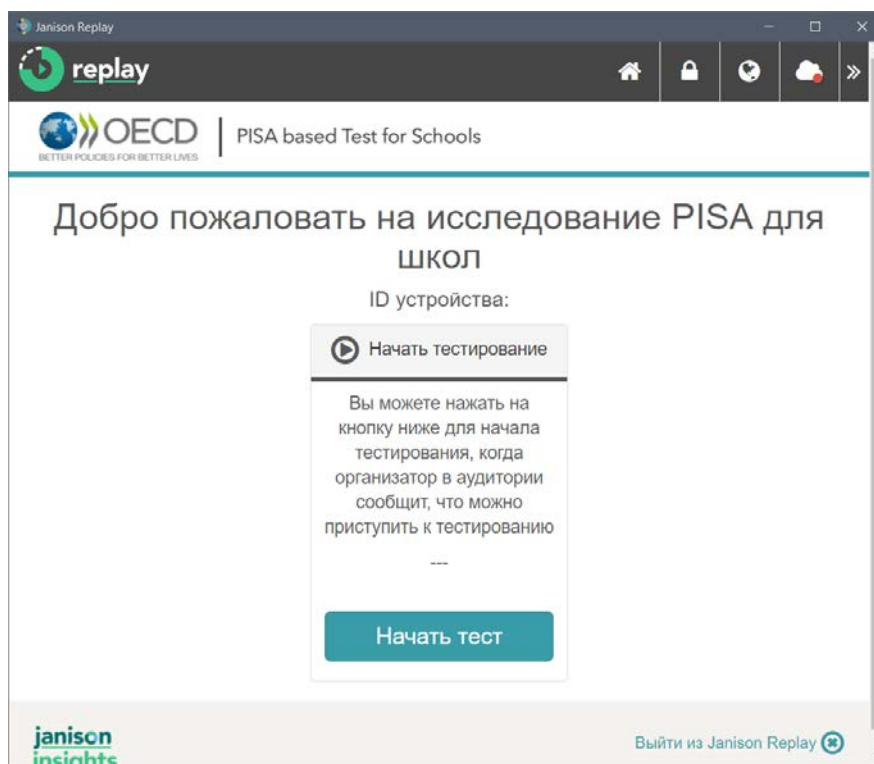 Janison Replay
replay
OECD
BETTER POLICIES FOR BETTER LIVES
PISA based Test for Schools
Добро пожаловать на исследование PISA для
школ
ID устройства:
Начать тестирование
Вы можете нажать на
кнопку ниже для начала
тестирования, когда
организатор в аудитории
сообщит, что можно
приступить к тестированию
---
Начать тест
janison
insights
Выйти из Janison Replay